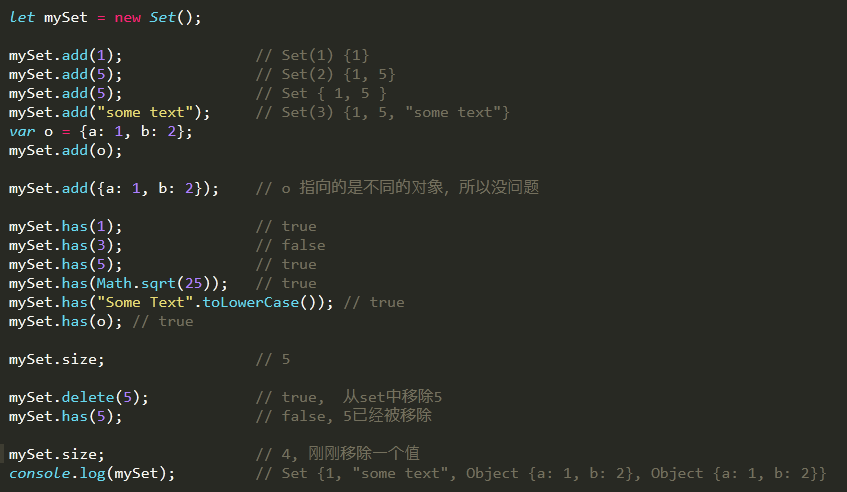 let mySet = new Set();
mySet.add(1); // Set(1) {1}
mySet.add(5); // Set(2) {1, 5}
mySet.add(5); // Set { 1, 5 }
mySet.add("some text"); // Set(3) {1, 5, "some text"}
var o = {a: 1, b: 2};
mySet.add(o);
mySet.add({a: 1, b: 2}); // o 指向的是不同的对象，所以没问题
mySet.has(1); // true
mySet.has(3); // false
mySet.has(5); // true
mySet.has(Math.sqrt(25)); // true
mySet.has("Some Text".toLowerCase()); // true
mySet.has(o); // true
mySet.size; // 5
mySet.delete(5); // true, 从set中移除5
mySet.has(5); // false, 5已经被移除
mySet.size; // 4, 刚刚移除一个值
console.log(mySet); // Set {1, "some text", Object {a: 1, b: 2}, Object {a: 1, b: 2}}